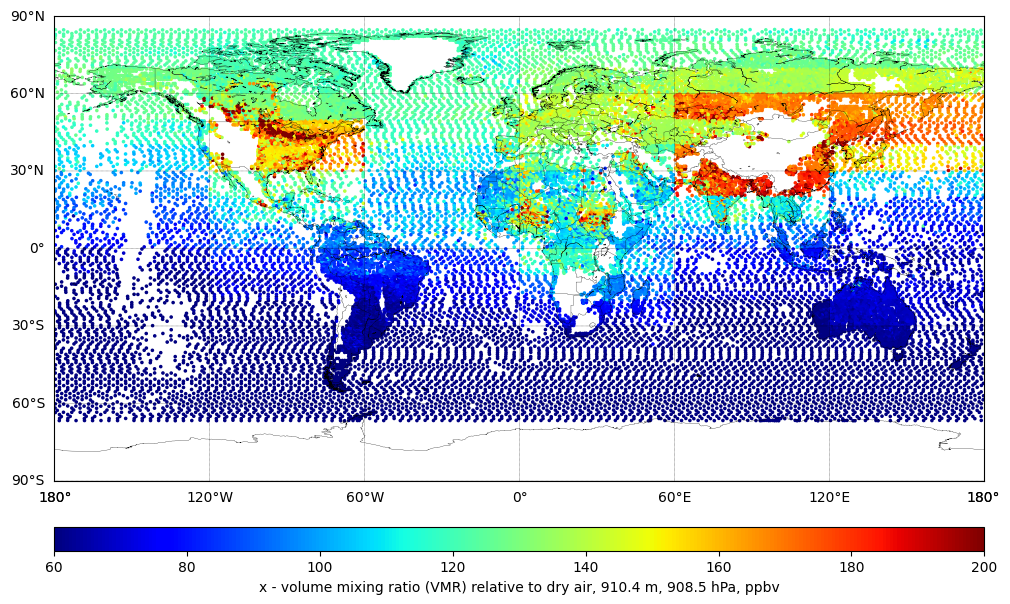 90°N
60°N
30°N
0°
30°S
60°S
90°S
180° 120°W 60°W 0° 60°E 120°E 180°
60 80 100 120 140 160 180 200
x - volume mixing ratio (VMR) relative to dry air, 910.4 m, 908.5 hPa, ppbv